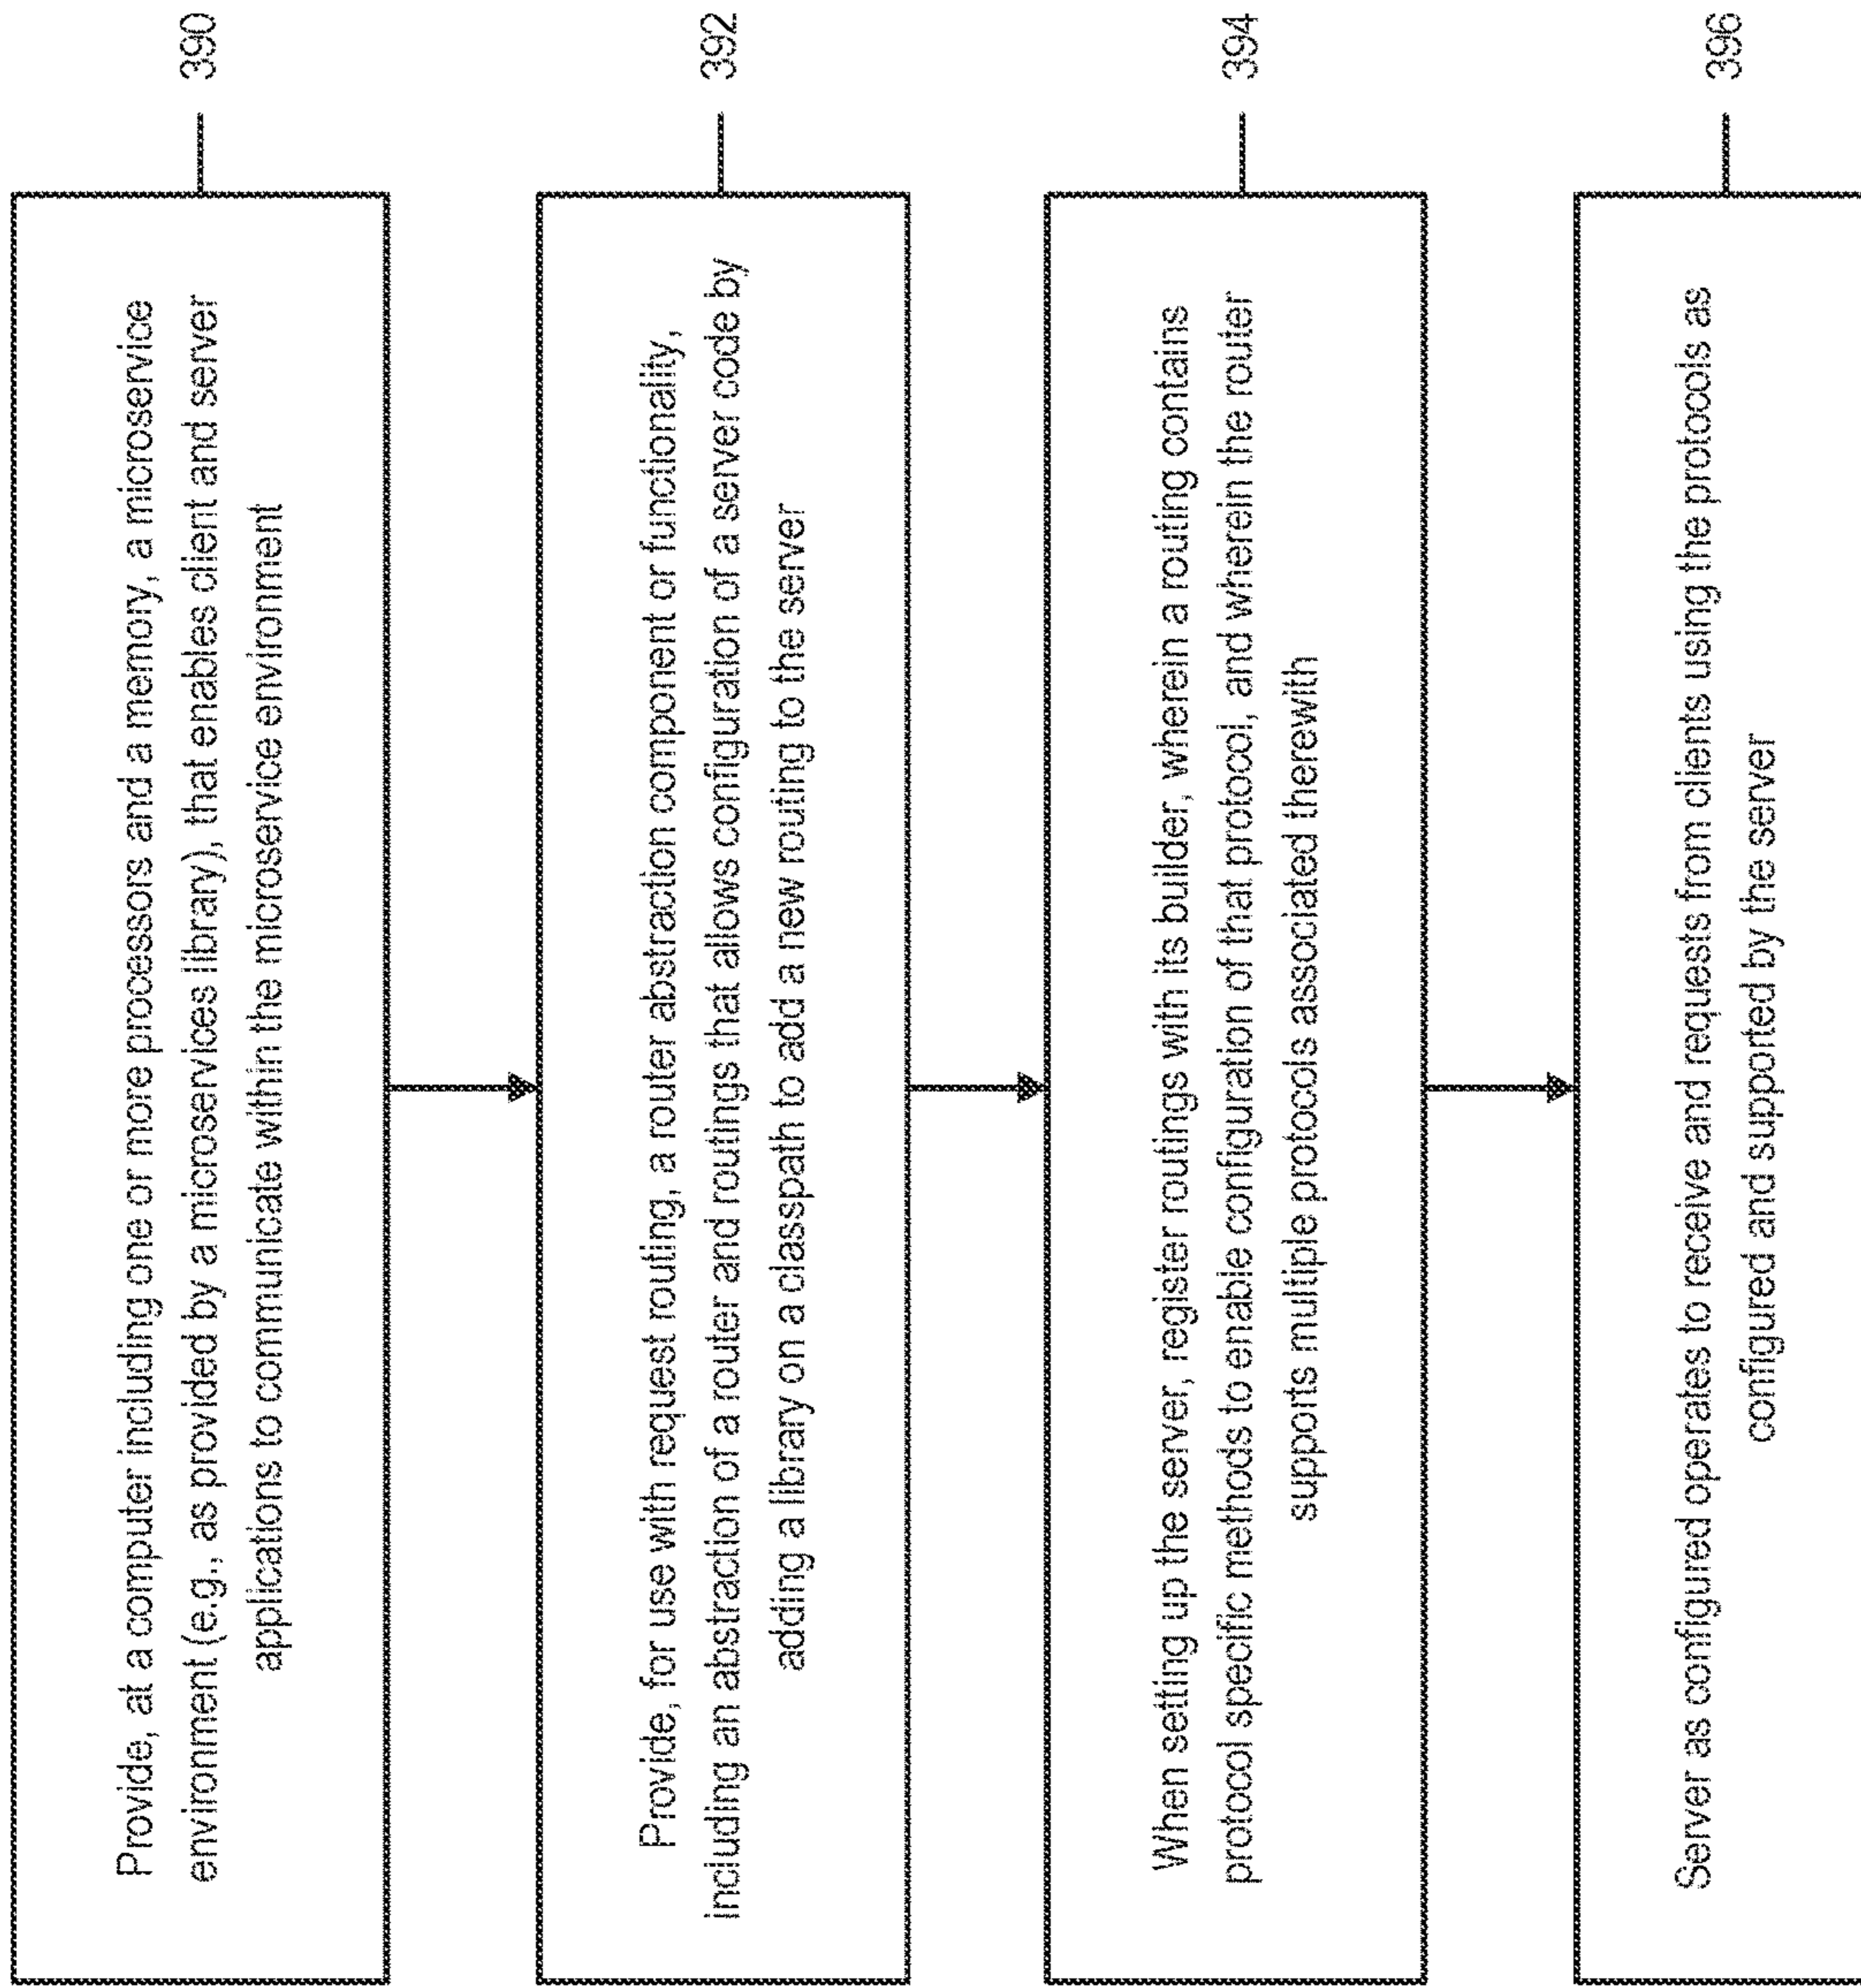 Provide, at a computer including one or more processors and a memory, a microservice
environment (e.g., as provided by a microservices library), that enables client and server
applications to communicate within the microservice environment
390
Provide, for use with request routing, a router abstraction component or functionality,
including an abstraction of a router and routings that allows configuration of a server code by
adding a library on a classpath to add a new routing to the server
392
When setting up the server, register routings with its builder, wherein a routing contains
protocol specific methods to enable configuration of that protocol, and wherein the router
supports multiple protocols associated therewith
394
Server as configured operates to receive and requests from clients using the protocols as
configured and supported by the server
396